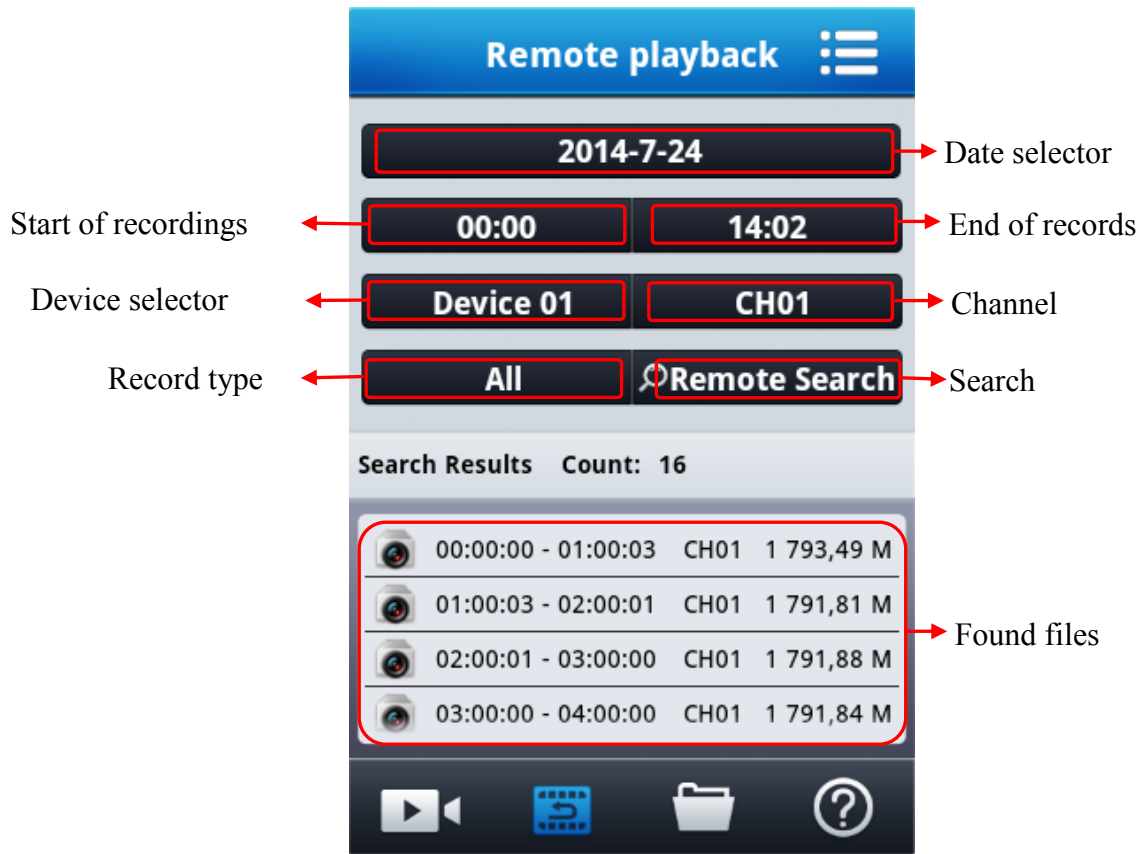 Remote playback
2014-7-24 Date selector
Start of recordings 00:00 14:02 End of records
Device selector Device 01 CH01 Channel
Record type All Remote Search Search
Search Results Count: 16
00:00:00 - 01:00:03 CH01 1 793,49 M
01:00:03 - 02:00:01 CH01 1 791,81 M
02:00:01 - 03:00:00 CH01 1 791,88 M
03:00:00 - 04:00:00 CH01 1 791,84 M
Found files
?